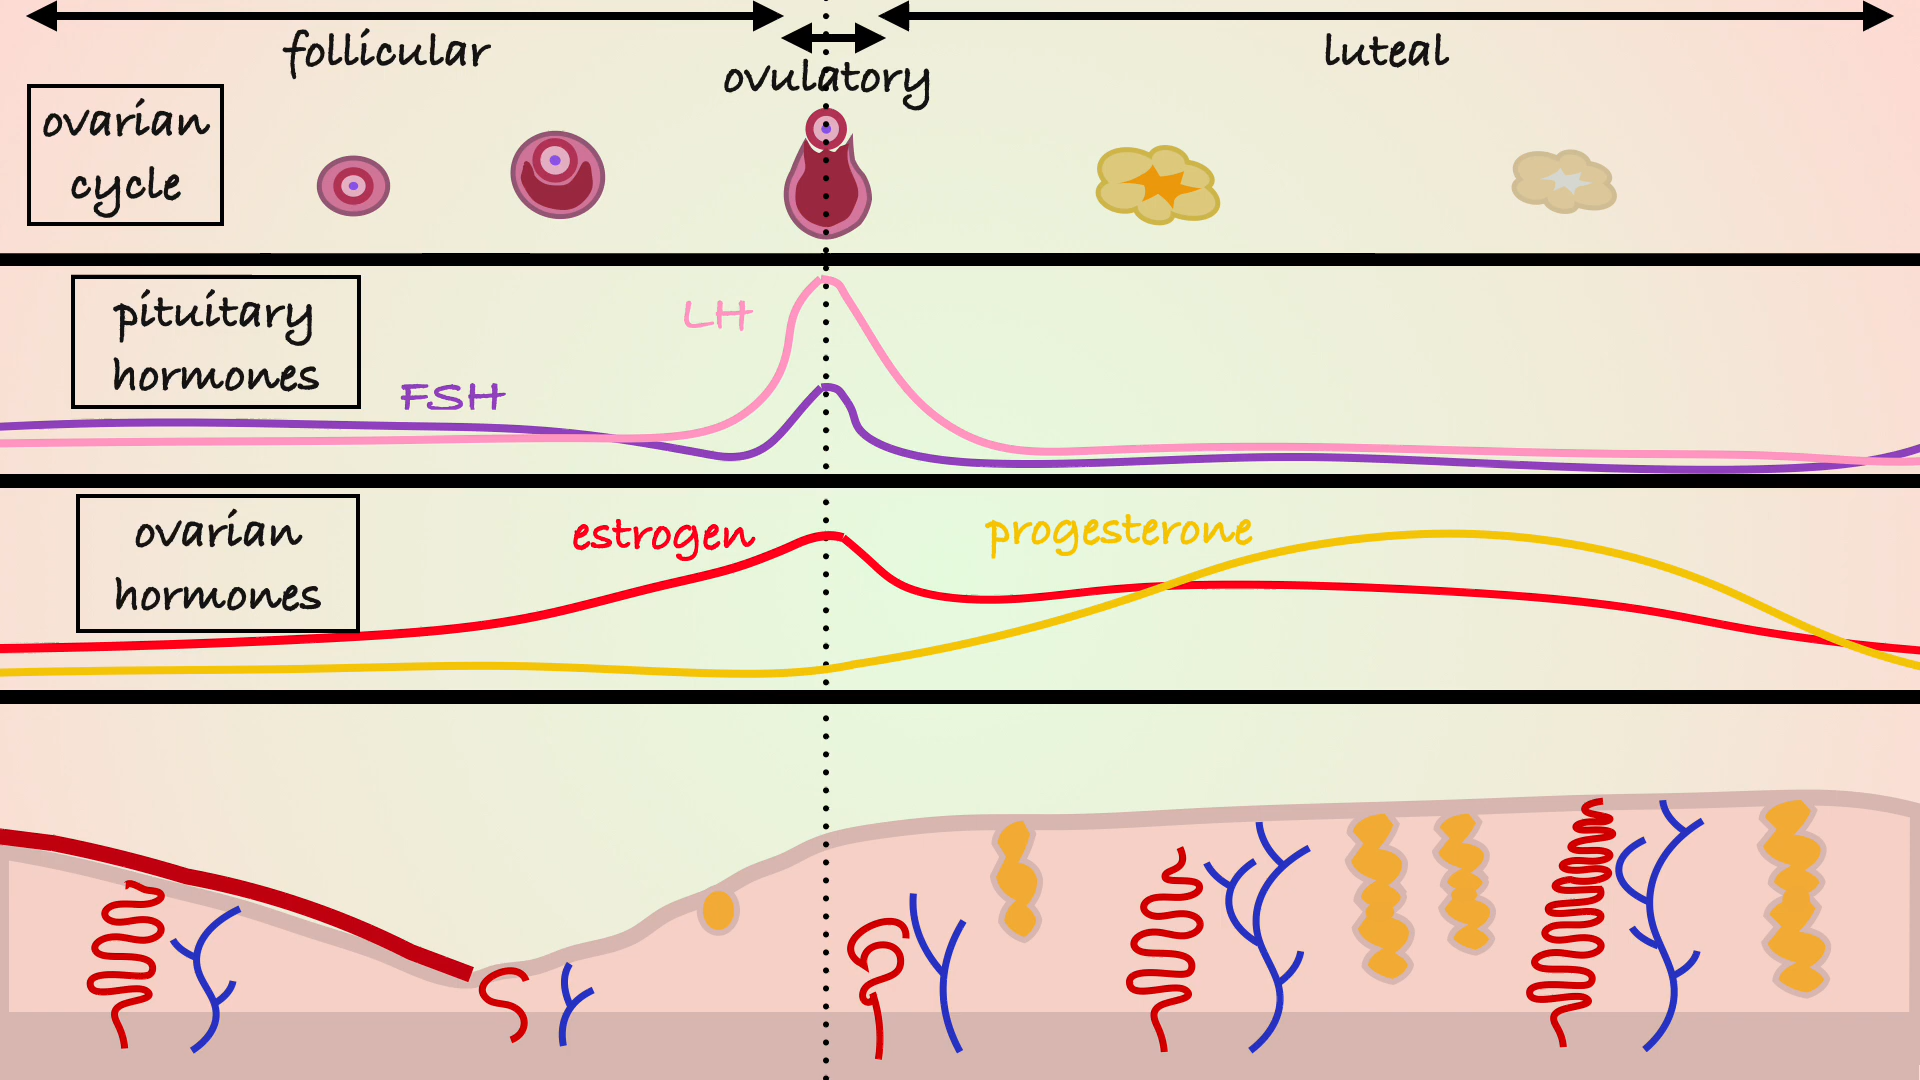 follicular
ovulatory
luteal
ovarian
cycle
pituitary
hormones
LH
FSH
ovarian
hormones
estrogen
progesterone